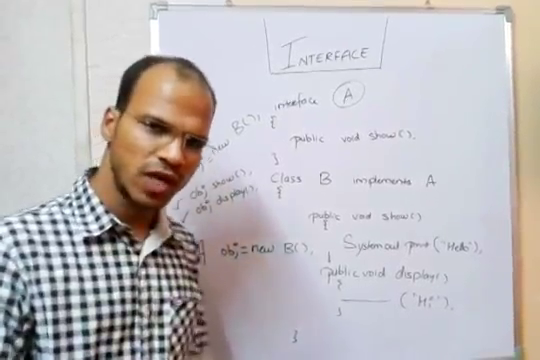 INTERFACE
interface A
{
public void show();
}
= new B();
obj.show();
obj.display();
Class B implements A
{
public void show()
{
System.out.print("Hello");
}
public void display()
{
("Hi");
}
A obj = new B();
}